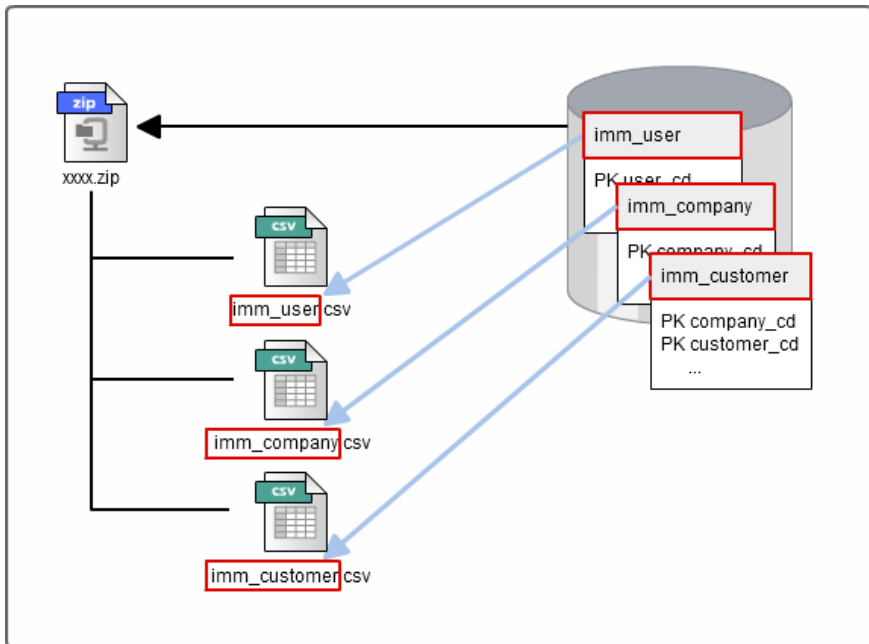 zip
xxxx.zip
CSV
imm_user.csv
CSV
imm_company.csv
CSV
imm_customer.csv
imm_user
PK user_cd
imm_company
PK company_cd
imm_customer
PK company_cd
PK customer_cd
...